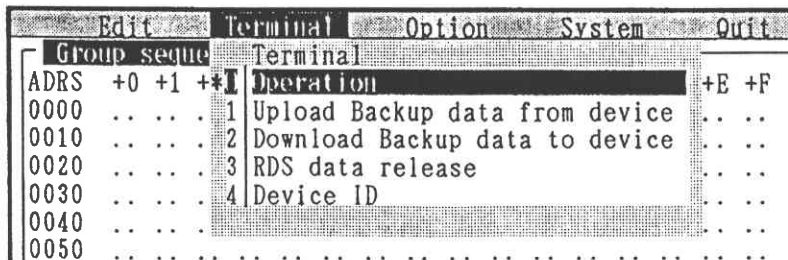 Edit Terminal Option System Quit
Group seque
Terminal
ADRS +0 +1 +*I Operation +E +F
0000 .. .. . 1 Upload Backup data from device .. ..
0010 .. .. . 2 Download Backup data to device .. ..
0020 .. .. . 3 RDS data release .. ..
0030 .. .. . 4 Device ID .. ..
0040 .. .. . .. ..
0050 .. .. .. .. .. .. .. .. .. .. .. .. .. .. .. ..